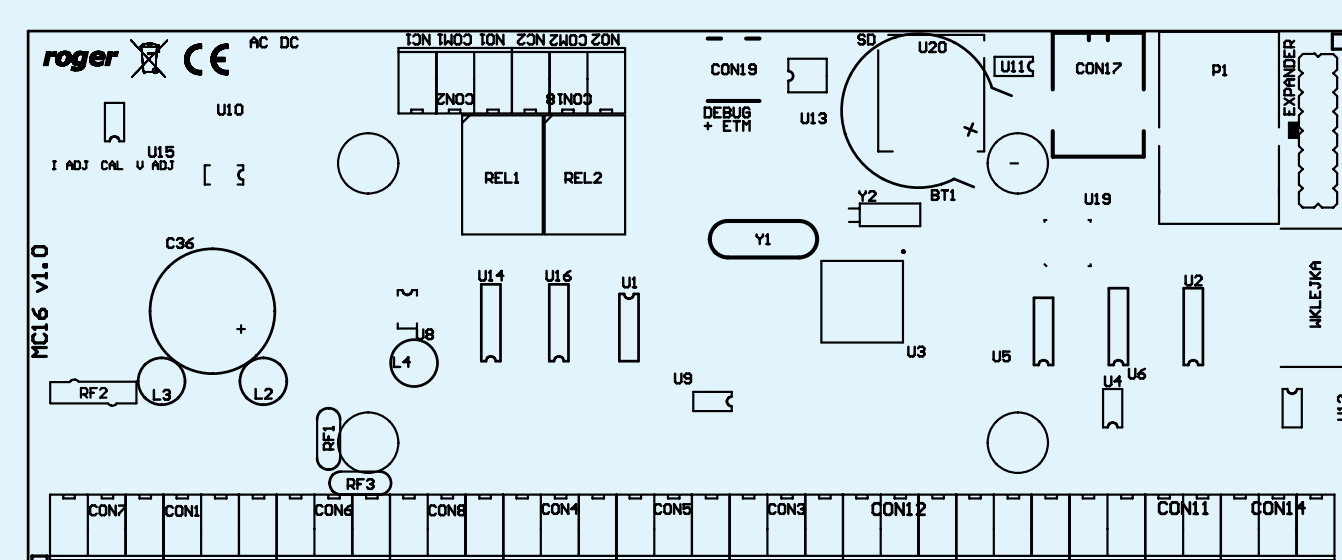 AC DC
NC1 COM1 NO1 NC2 COM2 NO2
roger
SD
U20
CON19
U11
CON17
P1
EXPANDER
CON2
CON18
U10
DEBUG
+ ETM
U13
U15
I ADJ CAL V ADJ
REL1
REL2
BT1
Y2
U19
Y1
C36
MC16 v1.0
U14
U16
U1
U2
WKLEJKA
U8
L4
U3
U5
U6
U9
U4
RF2
L3
L2
RF1
RF3
CON7
CON1
CON6
CON8
CON4
CON5
CON3
CON12
CON11
CON14